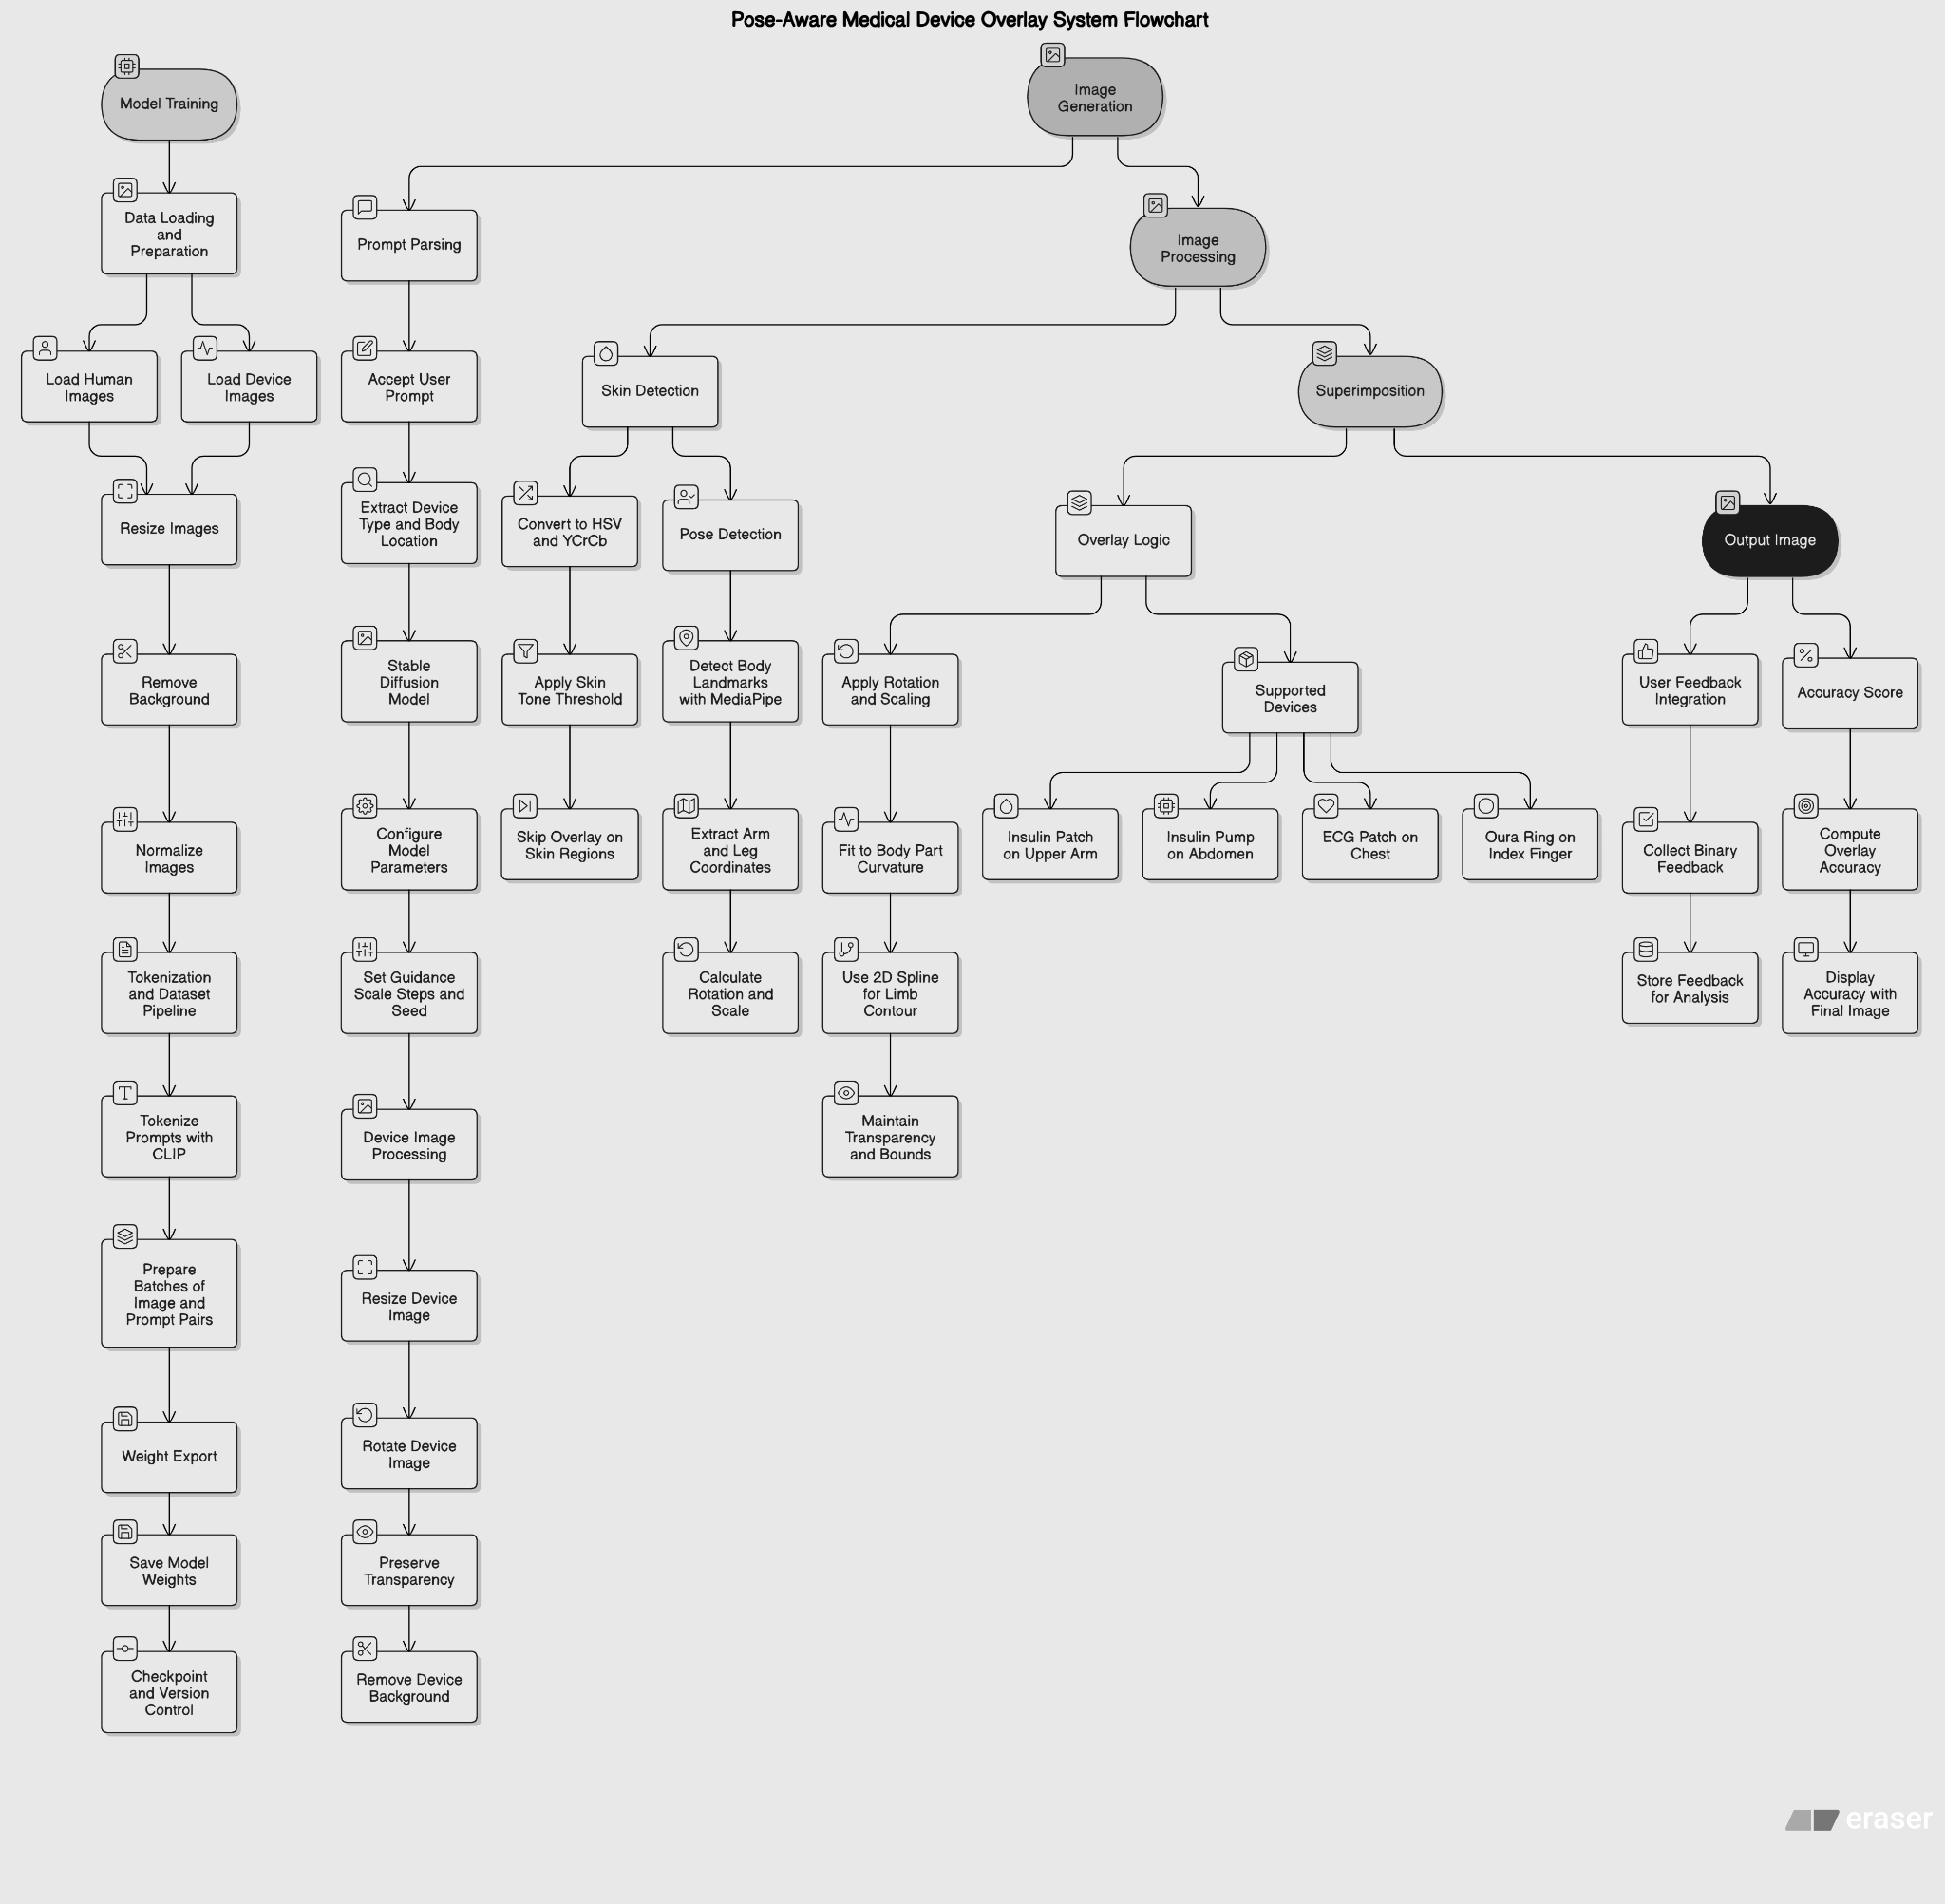 Pose-Aware Medical Device Overlay System Flowchart
Model Training
Data Loading
and
Preparation
Load Human
Images
Load Device
Images
Resize Images
Remove
Background
Normalize
Images
Tokenization
and Dataset
Pipeline
Tokenize
Prompts with
CLIP
Prepare
Batches of
Image and
Prompt Pairs
Weight Export
Save Model
Weights
Checkpoint
and Version
Control
Image
Generation
Prompt Parsing
Accept User
Prompt
Extract Device
Type and Body
Location
Stable
Diffusion
Model
Configure
Model
Parameters
Set Guidance
Scale Steps and
Seed
Device Image
Processing
Resize Device
Image
Rotate Device
Image
Preserve
Transparency
Remove Device
Background
Image
Processing
Skin Detection
Convert to HSV
and YCrCb
Apply Skin
Tone Threshold
Skip Overlay on
Skin Regions
Pose Detection
Detect Body
Landmarks
with MediaPipe
Extract Arm
and Leg
Coordinates
Calculate
Rotation and
Scale
Superimposition
Overlay Logic
Apply Rotation
and Scaling
Fit to Body Part
Curvature
Use 2D Spline
for Limb
Contour
Maintain
Transparency
and Bounds
Supported
Devices
Insulin Patch
on Upper Arm
Insulin Pump
on Abdomen
ECG Patch on
Chest
Oura Ring on
Index Finger
Output Image
User Feedback
Integration
Collect Binary
Feedback
Store Feedback
for Analysis
Accuracy Score
Compute
Overlay
Accuracy
Display
Accuracy with
Final Image
eraser